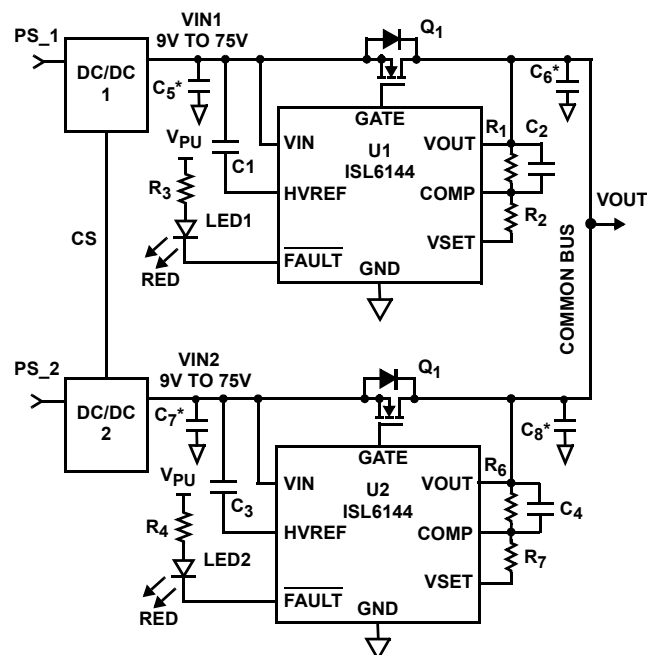 PS_1
DC/DC
1
VIN1
9V TO 75V
Q1
C5*
C6*
GATE
VPU
C1
VIN
U1
ISL6144
VOUT
R1
C2
HVREF
COMP
R3
LED1
R2
VSET
FAULT
RED
GND
CS
VOUT
COMMON BUS
PS_2
DC/DC
2
VIN2
9V TO 75V
Q1
C7*
C8*
GATE
VPU
C3
VIN
U2
ISL6144
VOUT
R6
C4
HVREF
COMP
R4
LED2
R7
VSET
FAULT
RED
GND